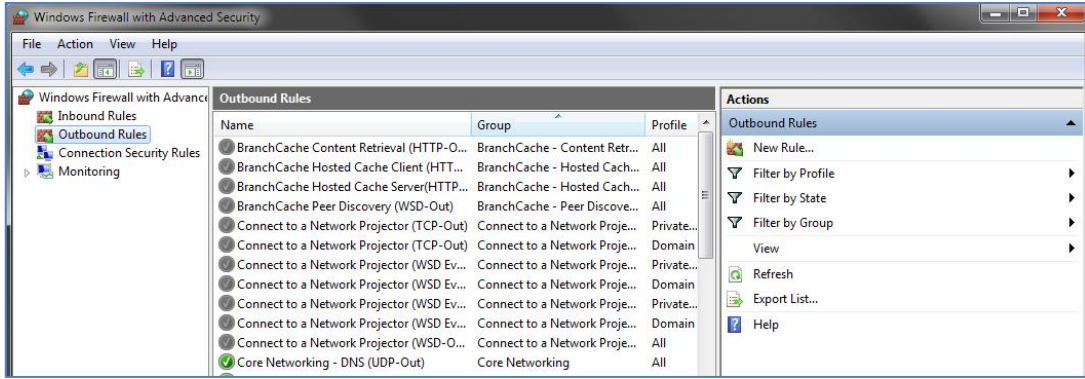 Windows Firewall with Advanced Security
File Action View Help
Windows Firewall with Advance
Inbound Rules
Outbound Rules
Connection Security Rules
Monitoring
Outbound Rules
Name Group Profile
BranchCache Content Retrieval (HTTP-O... BranchCache - Content Retr... All
BranchCache Hosted Cache Client (HTT... BranchCache - Hosted Cach... All
BranchCache Hosted Cache Server(HTTP... BranchCache - Hosted Cach... All
BranchCache Peer Discovery (WSD-Out) BranchCache - Peer Discove... All
Connect to a Network Projector (TCP-Out) Connect to a Network Proje... Private...
Connect to a Network Projector (TCP-Out) Connect to a Network Proje... Domain
Connect to a Network Projector (WSD Ev... Connect to a Network Proje... Private...
Connect to a Network Projector (WSD Ev... Connect to a Network Proje... Domain
Connect to a Network Projector (WSD Ev... Connect to a Network Proje... Private...
Connect to a Network Projector (WSD Ev... Connect to a Network Proje... Domain
Connect to a Network Projector (WSD-O... Connect to a Network Proje... All
Core Networking - DNS (UDP-Out) Core Networking All
Actions
Outbound Rules
New Rule...
Filter by Profile
Filter by State
Filter by Group
View
Refresh
Export List...
Help